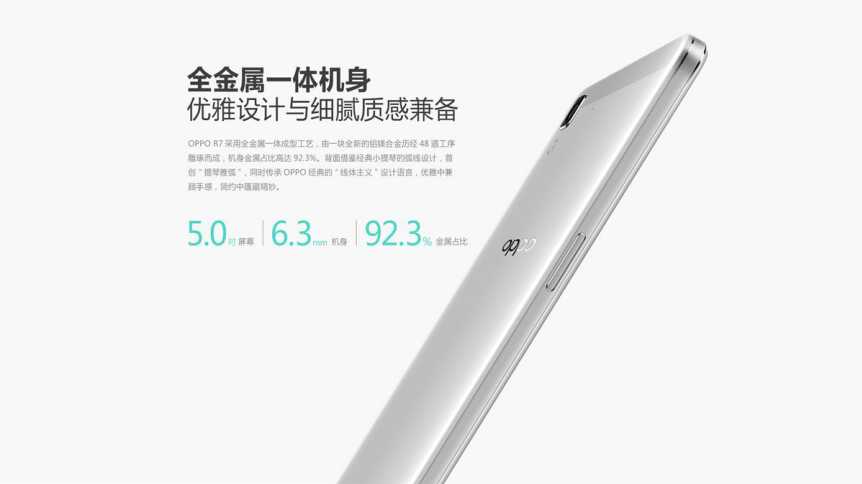 全金属一体机身
优雅设计与细腻质感兼备
OPPO R7 采用全金属一体成型工艺，由一块全新的铝镁合金历经 48 道工序
雕琢而成，机身金属占比高达 92.3%。背面借鉴经典小提琴的弧线设计，首
创“提琴雅弧”，同时传承 OPPO 经典的“线体主义”设计语言，优雅中兼
顾手感，简约中蕴藏精妙。
5.0吋 屏幕 6.3mm 机身 92.3% 金属占比
oppo